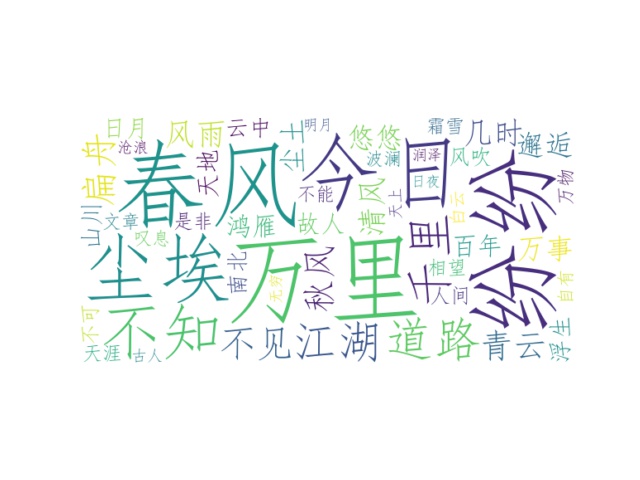 日月
风雨
云中
明月
悠悠
霜雪
几时
邂逅
沧浪
扁舟
春风
天地
尘土
今日
波澜
润泽
风吹
纷纷
万物
不能
日夜
清风
天上
白云
山川
文章
是非
鸿雁
故人
千里
百年
万事
叹息
尘埃
万里
南北
秋风
无穷
相望
人间
自有
不可
不知
不见
江湖
道路
青云
浮生
天涯
古人